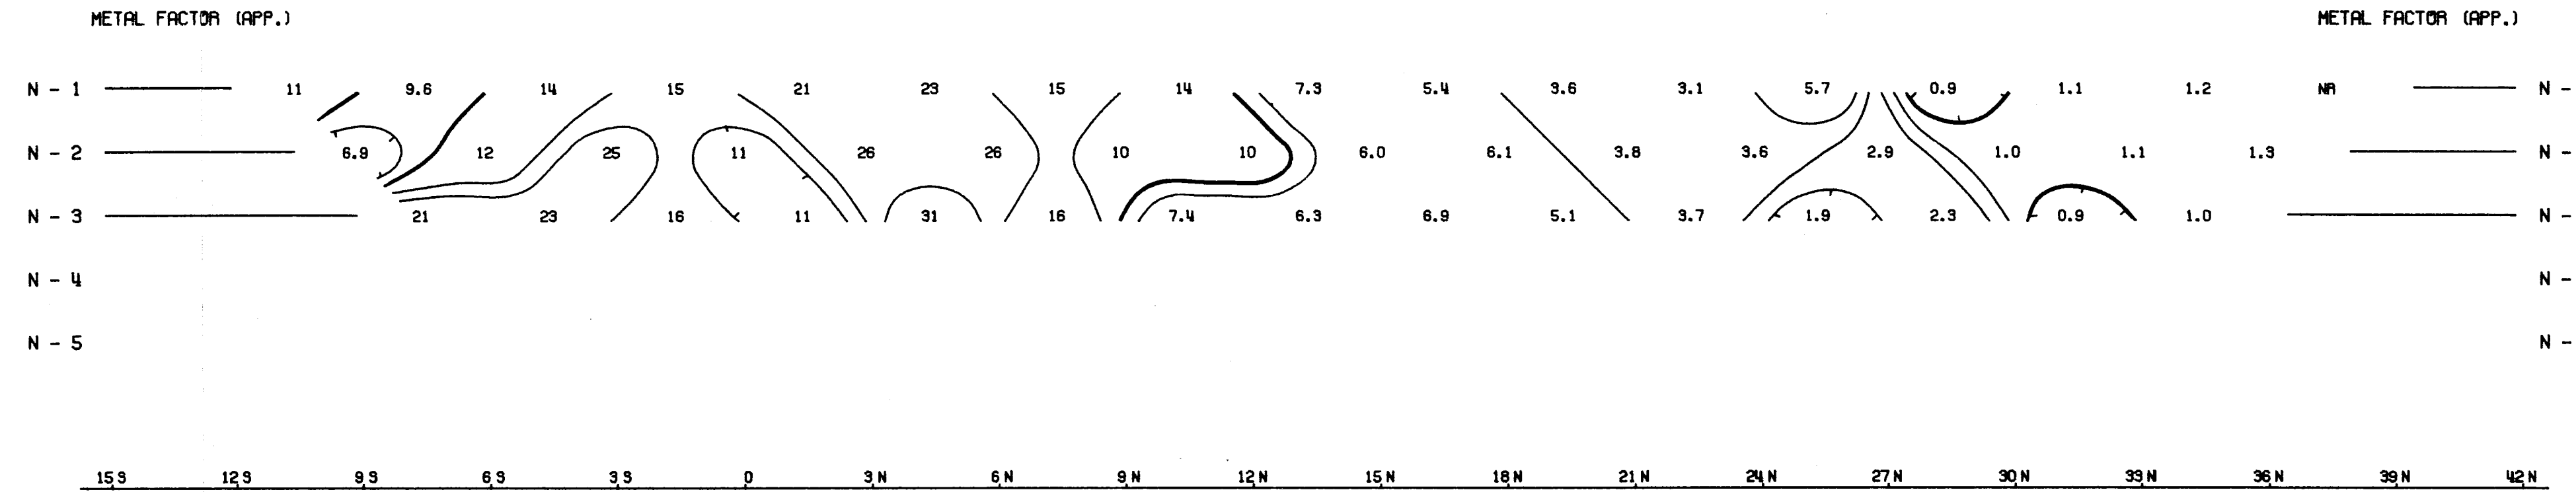 METAL FACTOR (APP.) METAL FACTOR (APP.)
N - 1 11 9.6 14 15 21 23 15 14 7.3 5.4 3.6 3.1 5.7 0.9 1.1 1.2 NA N -
N - 2 6.9 12 25 11 26 26 10 10 6.0 6.1 3.8 3.6 2.9 1.0 1.1 1.3 N -
N - 3 21 23 16 11 31 16 7.4 6.3 6.9 5.1 3.7 1.9 2.3 0.9 1.0 N -
N - 4 N -
N - 5 N -
15 S 12 S 9 S 6 S 3 S 0 3 N 6 N 9 N 12 N 15 N 18 N 21 N 24 N 27 N 30 N 33 N 36 N 39 N 42 N